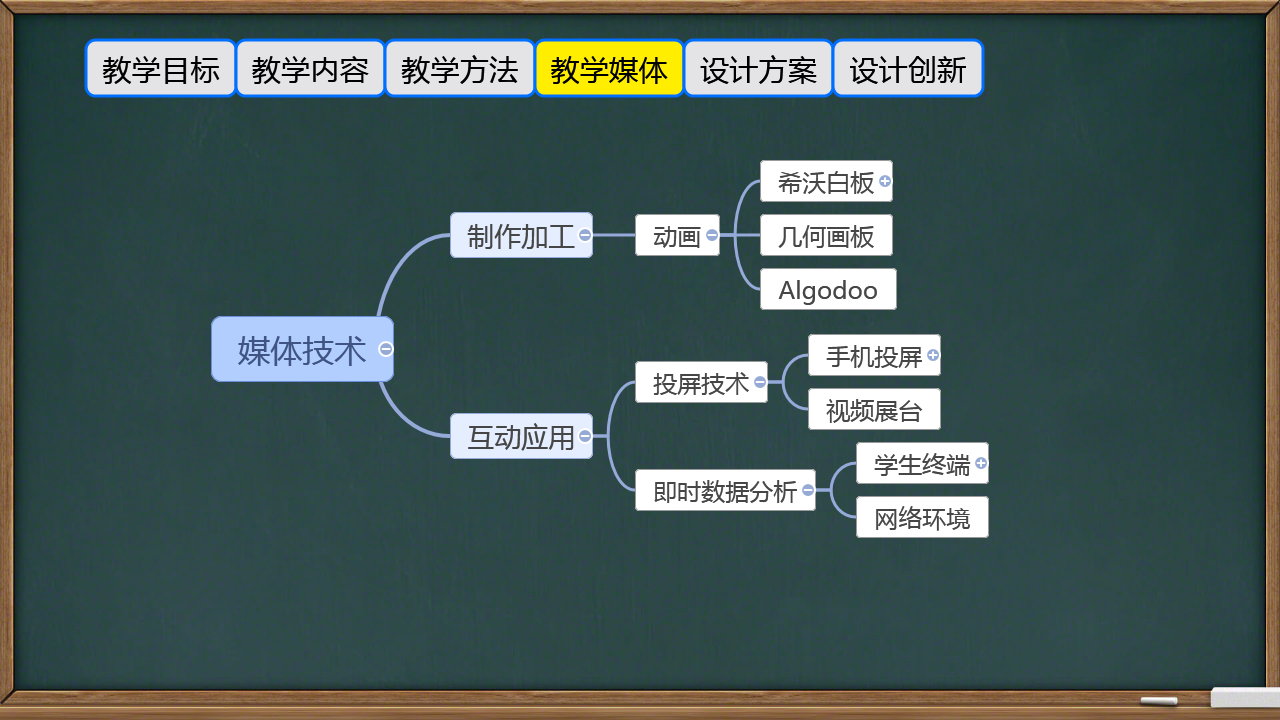 教学目标 教学内容 教学方法 教学媒体 设计方案 设计创新
媒体技术
制作加工
动画
希沃白板
几何画板
Algodoo
互动应用
投屏技术
手机投屏
视频展台
即时数据分析
学生终端
网络环境